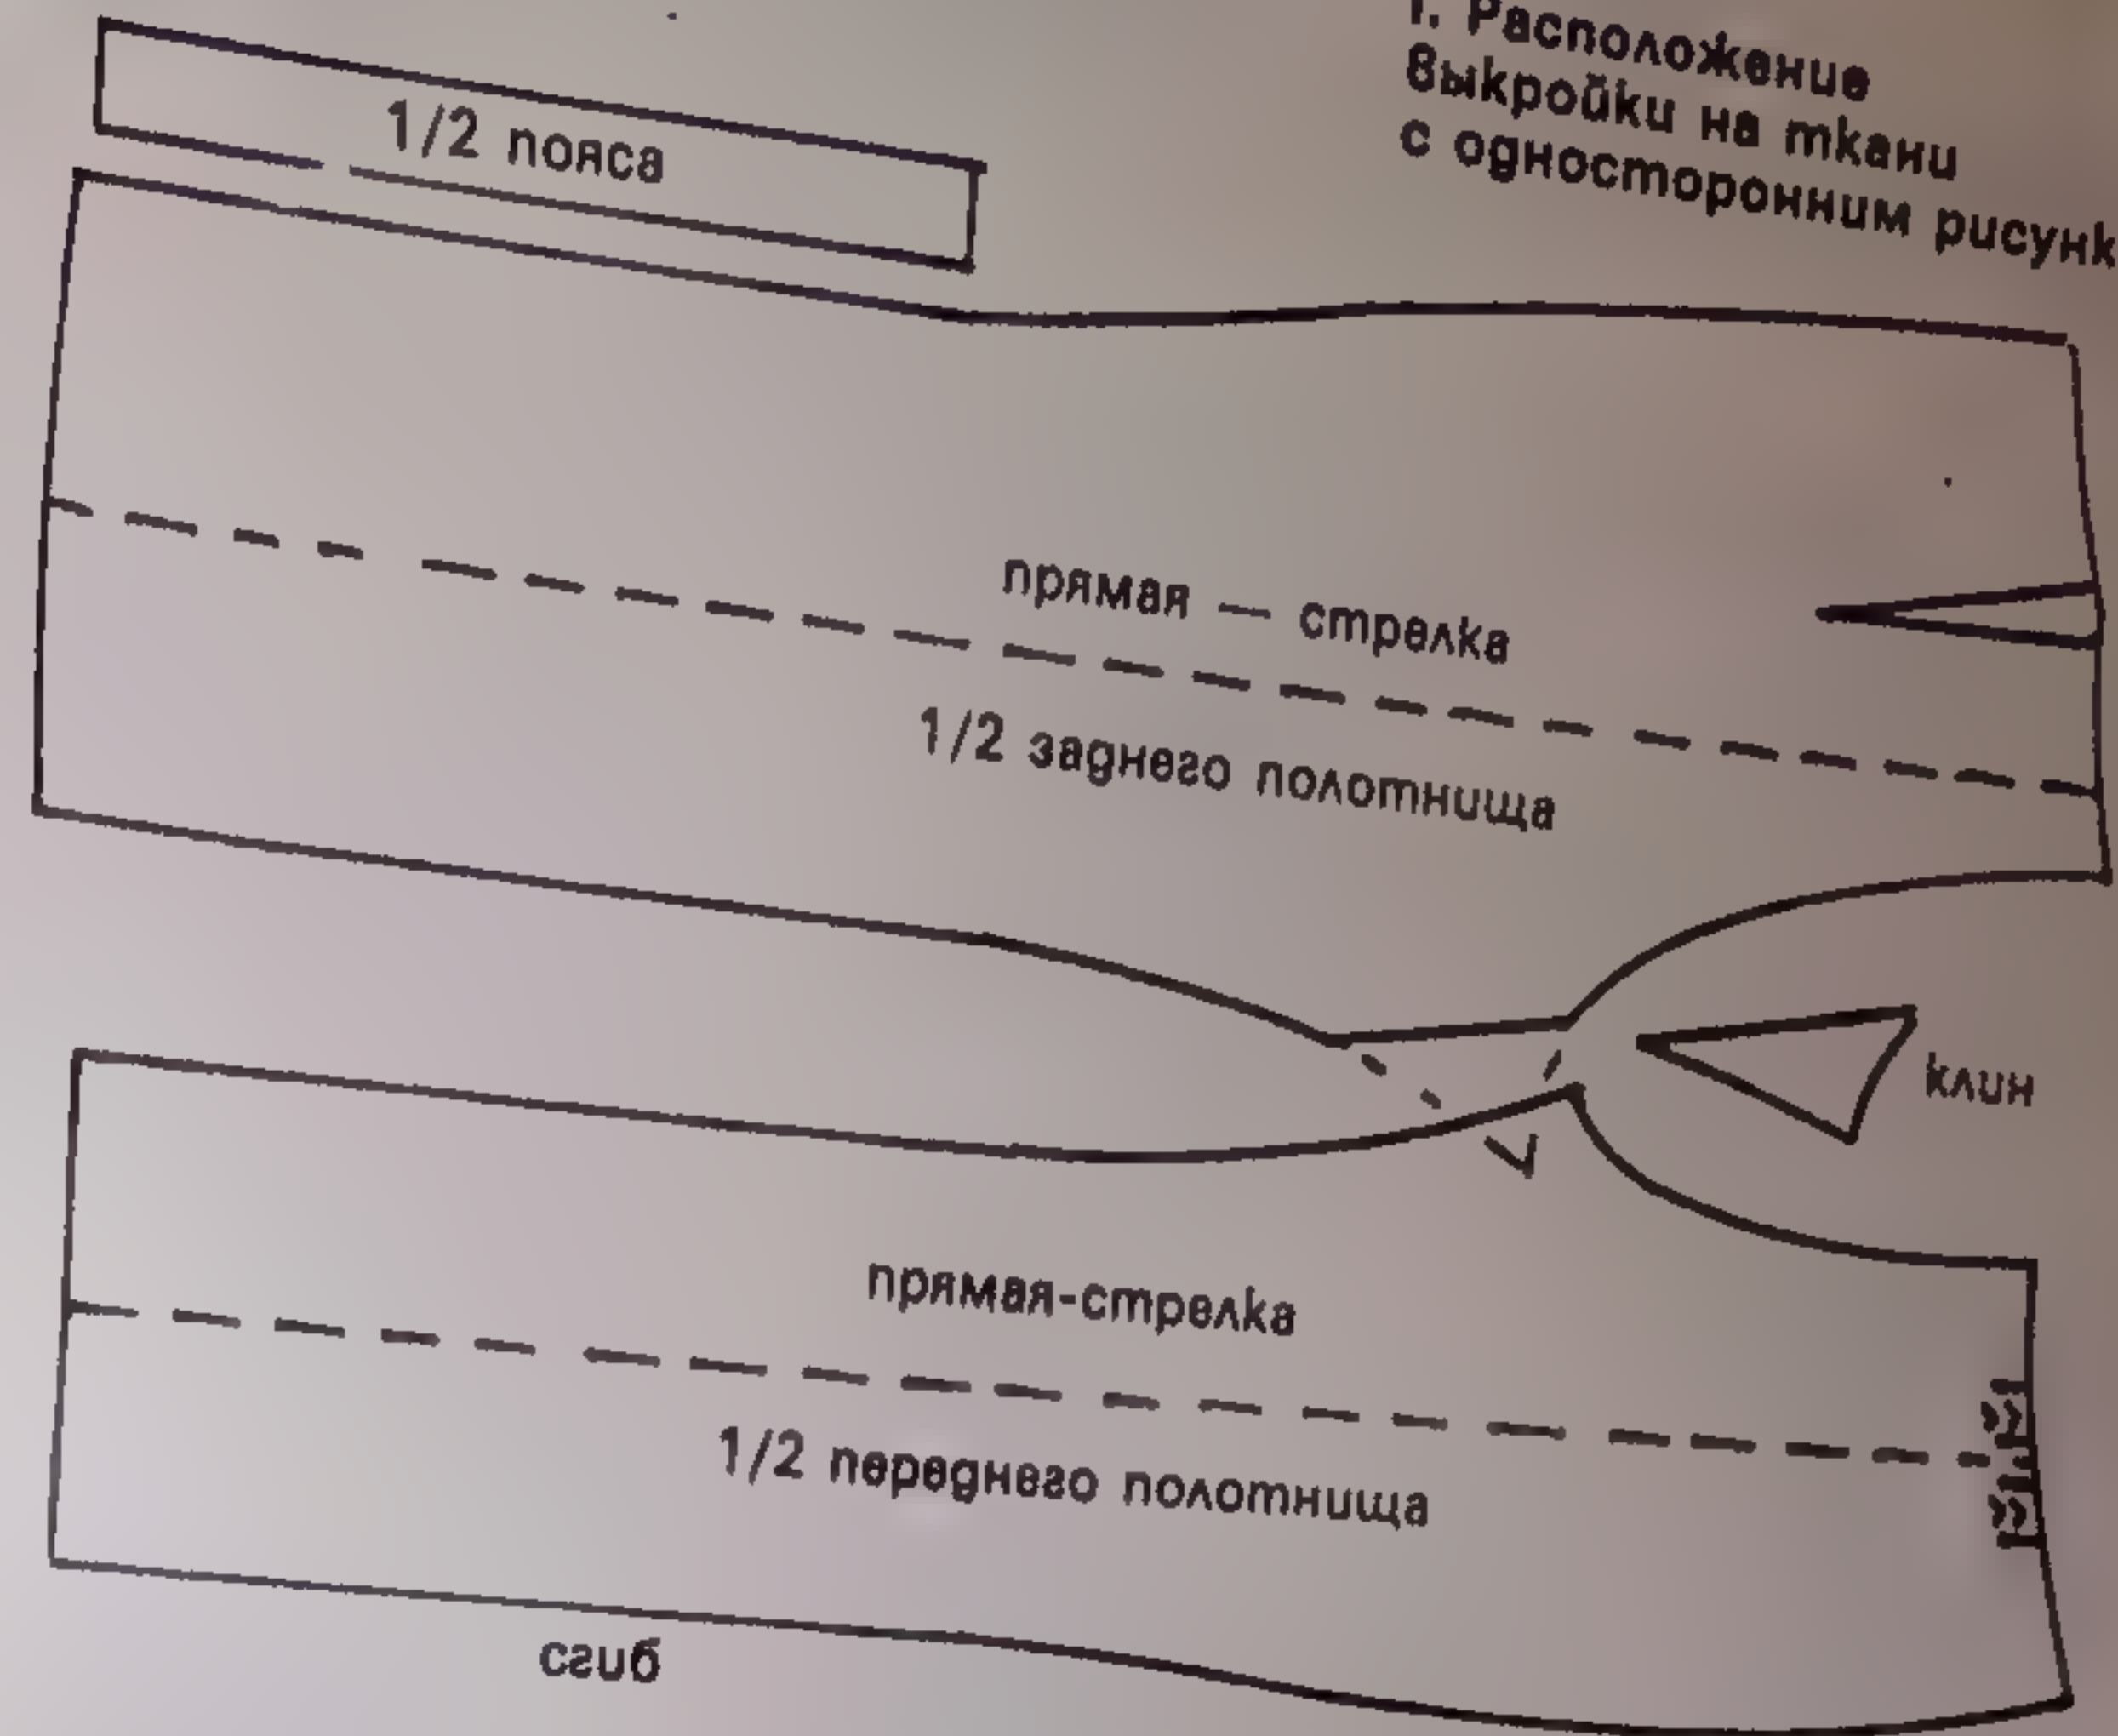 1. Расположение
выкройки на ткани
с односторонним рисунк
1/2 пояса
прямая — стрелка
1/2 заднего полотнища
клин
прямая-стрелка
1/2 переднего полотнища
сгиб